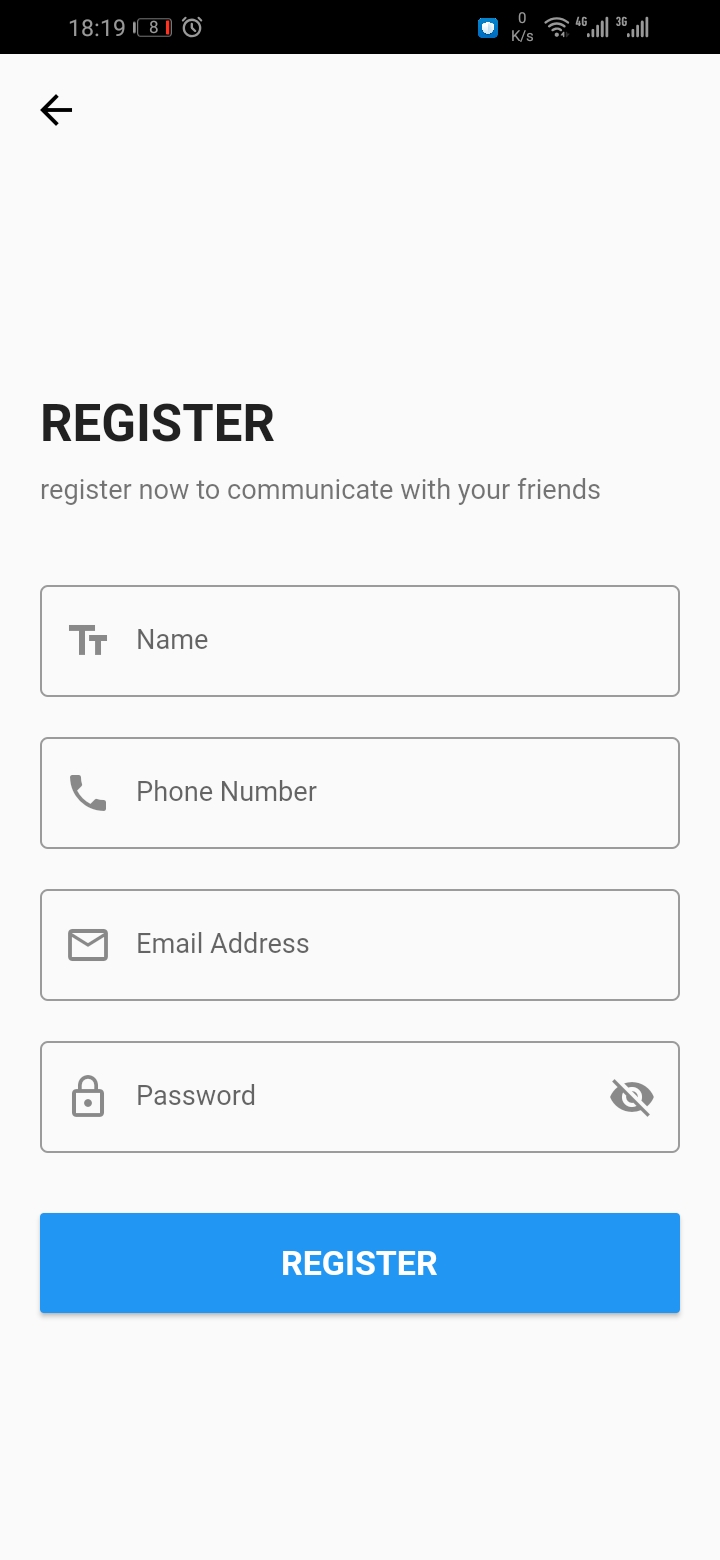 18:19 8 0 K/s 4G 3G
REGISTER
register now to communicate with your friends
Name
Phone Number
Email Address
Password
REGISTER